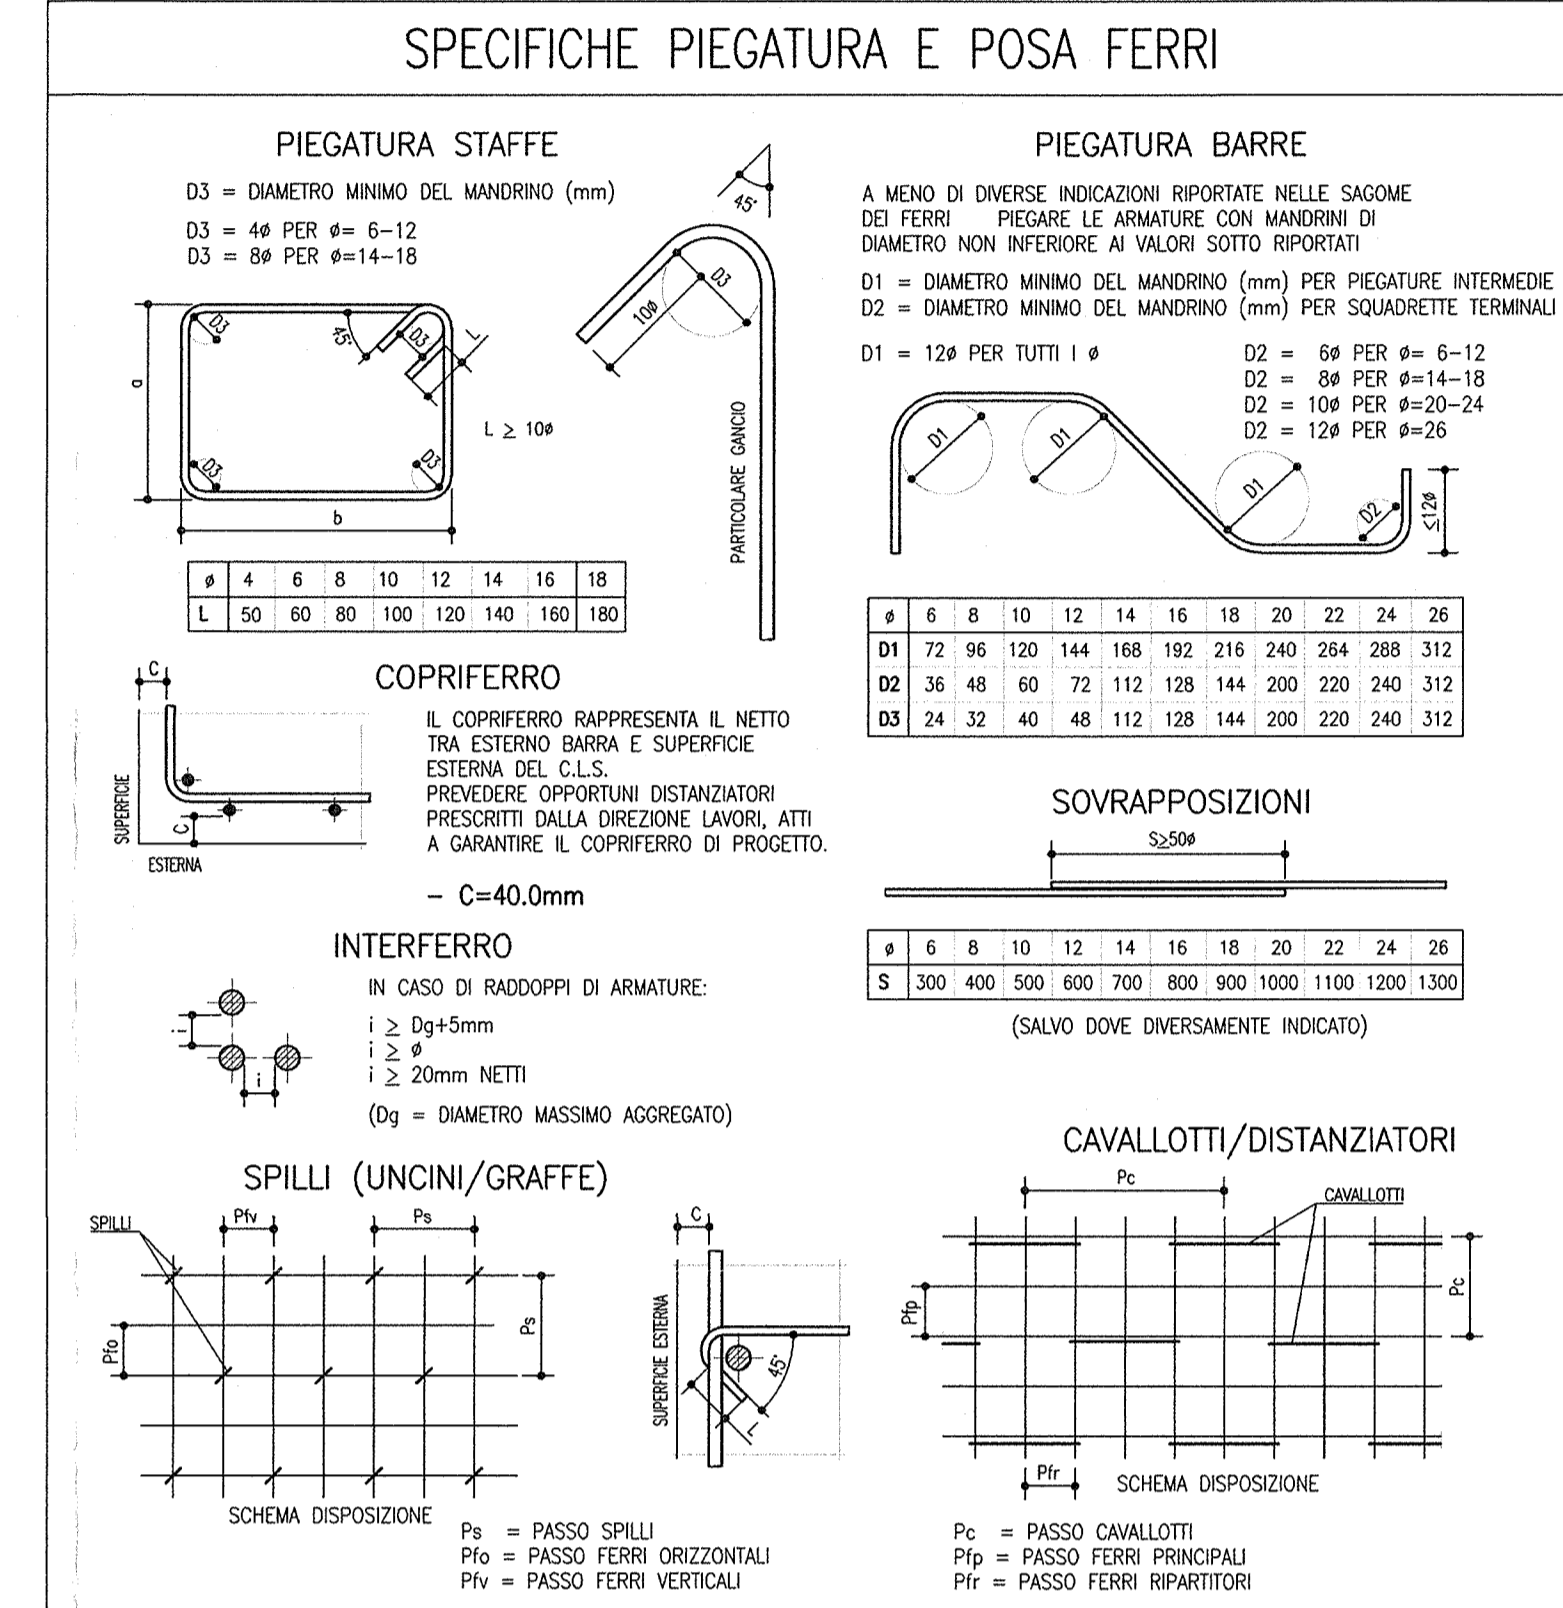 SPECIFICHE PIEGATURA E POSA FERRI
PIEGATURA STAFFE
D3 = DIAMETRO MINIMO DEL MANDRINO (mm)
D3 = 4ø PER ø= 6-12
D3 = 8ø PER ø=14-18
45°
D3
10ø
PARTICOLARE GANCIO
D3
45°
D3
L
a
D3
D3
b
L ≥ 10ø
ø 4 6 8 10 12 14 16 18
L 50 60 80 100 120 140 160 180
PIEGATURA BARRE
A MENO DI DIVERSE INDICAZIONI RIPORTATE NELLE SAGOME
DEI FERRI PIEGARE LE ARMATURE CON MANDRINI DI
DIAMETRO NON INFERIORE AI VALORI SOTTO RIPORTATI
D1 = DIAMETRO MINIMO DEL MANDRINO (mm) PER PIEGATURE INTERMEDIE
D2 = DIAMETRO MINIMO DEL MANDRINO (mm) PER SQUADRETTE TERMINALI
D1 = 12ø PER TUTTI I ø
D2 = 6ø PER ø= 6-12
D2 = 8ø PER ø=14-18
D2 = 10ø PER ø=20-24
D2 = 12ø PER ø=26
D1
D1
D1
D2
≤12ø
ø 6 8 10 12 14 16 18 20 22 24 26
D1 72 96 120 144 168 192 216 240 264 288 312
D2 36 48 60 72 112 128 144 200 220 240 312
D3 24 32 40 48 112 128 144 200 220 240 312
COPRIFERRO
C
SUPERFICIE
C
ESTERNA
IL COPRIFERRO RAPPRESENTA IL NETTO
TRA ESTERNO BARRA E SUPERFICIE
ESTERNA DEL C.L.S.
PREVEDERE OPPORTUNI DISTANZIATORI
PRESCRITTI DALLA DIREZIONE LAVORI, ATTI
A GARANTIRE IL COPRIFERRO DI PROGETTO.
- C=40.0mm
SOVRAPPOSIZIONI
S≥50ø
ø 6 8 10 12 14 16 18 20 22 24 26
S 300 400 500 600 700 800 900 1000 1100 1200 1300
(SALVO DOVE DIVERSAMENTE INDICATO)
INTERFERRO
i
i
IN CASO DI RADDOPPI DI ARMATURE:
i ≥ Dg+5mm
i ≥ ø
i ≥ 20mm NETTI
(Dg = DIAMETRO MASSIMO AGGREGATO)
SPILLI (UNCINI/GRAFFE)
SPILLI
Pfv
Ps
Pfo
Ps
SCHEMA DISPOSIZIONE
C
SUPERFICIE ESTERNA
45°
L
Ps = PASSO SPILLI
Pfo = PASSO FERRI ORIZZONTALI
Pfv = PASSO FERRI VERTICALI
CAVALLOTTI/DISTANZIATORI
Pc
CAVALLOTTI
Pfp
Pc
Pfr
SCHEMA DISPOSIZIONE
Pc = PASSO CAVALLOTTI
Pfp = PASSO FERRI PRINCIPALI
Pfr = PASSO FERRI RIPARTITORI